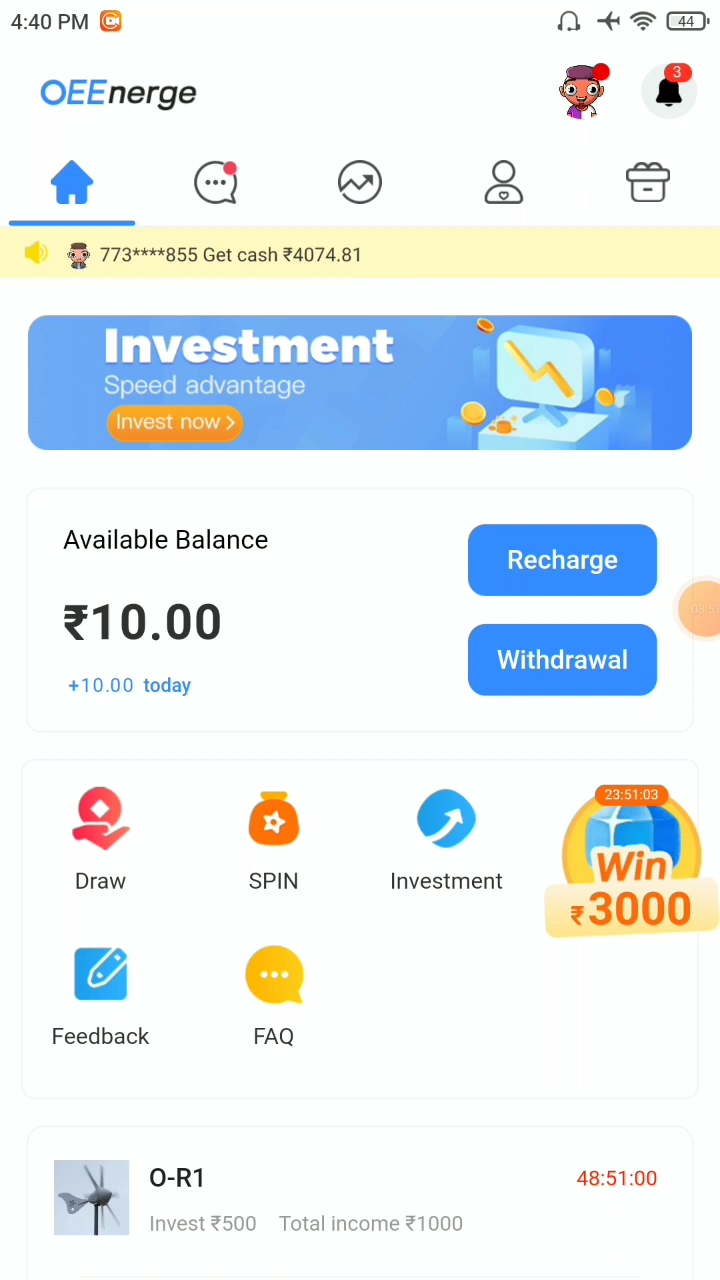 4:40 PM
44
OEEnerge
3
773****855 Get cash ₹4074.81
Investment
Speed advantage
Invest now >
Available Balance
Recharge
₹10.00
03:51
Withdrawal
+10.00 today
23:51:03
Win
₹3000
Draw
SPIN
Investment
Feedback
FAQ
O-R1
48:51:00
Invest ₹500 Total income ₹1000